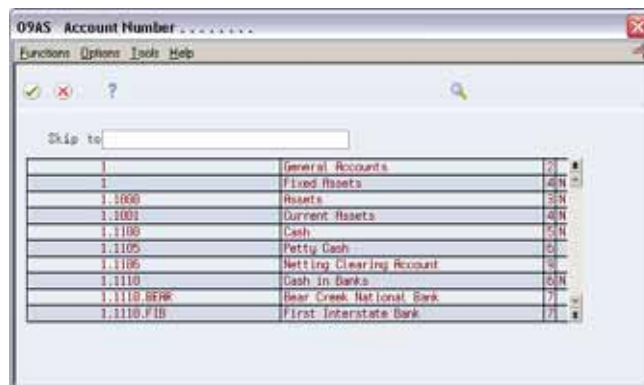 09AS Account Number . . . . . . . .
Functions Options Tools Help
?
Skip to
1 General Accounts 2
1 Fixed Assets 4 N
1.1000 Assets 3 N
1.1001 Current Assets 4 N
1.1100 Cash 5 N
1.1105 Petty Cash 6
1.1106 Netting Clearing Account 9
1.1110 Cash in Banks 6 N
1.1110.BEAR Bear Creek National Bank 7
1.1110.FIB First Interstate Bank 7